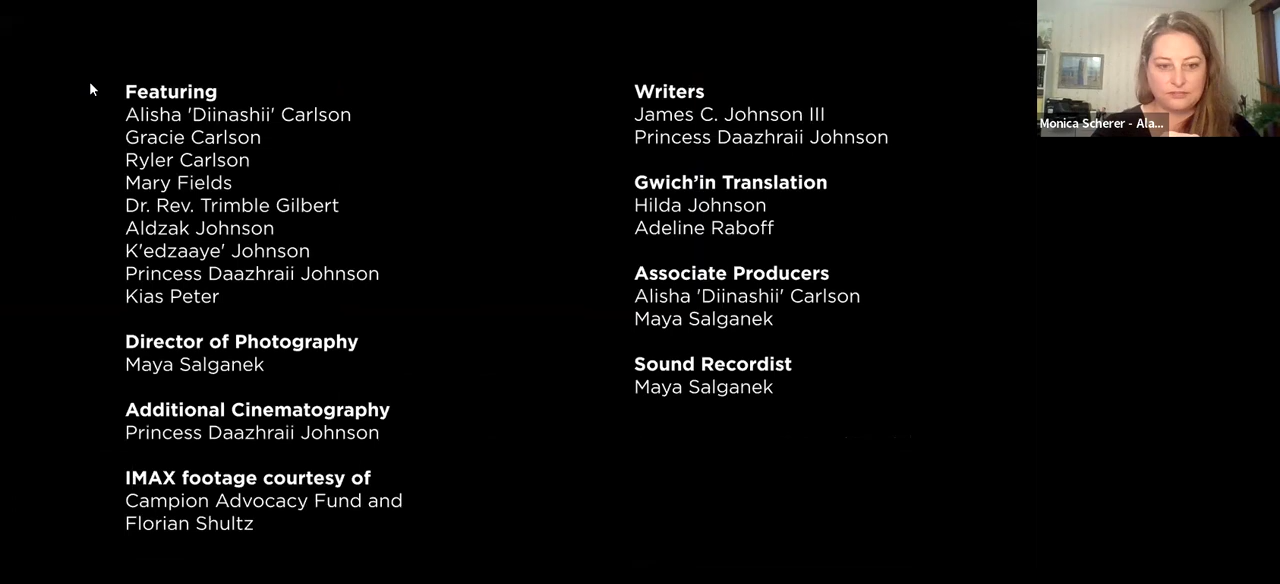 Featuring
Alisha 'Diinashii' Carlson
Gracie Carlson
Ryler Carlson
Mary Fields
Dr. Rev. Trimble Gilbert
Aldzak Johnson
K'edzaaye' Johnson
Princess Daazhraii Johnson
Kias Peter
Director of Photography
Maya Salganek
Additional Cinematography
Princess Daazhraii Johnson
IMAX footage courtesy of
Campion Advocacy Fund and
Florian Shultz
Writers
James C. Johnson III
Princess Daazhraii Johnson
Gwich’in Translation
Hilda Johnson
Adeline Raboff
Associate Producers
Alisha 'Diinashii' Carlson
Maya Salganek
Sound Recordist
Maya Salganek
Monica Scherer - Ala...